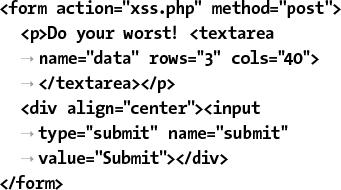 <form action="xss.php" method="post">
<p>Do your worst! <textarea
→ name="data" rows="3" cols="40">
→ </textarea></p>
<div align="center"><input
→ type="submit" name="submit"
→ value="Submit"></div>
</form>